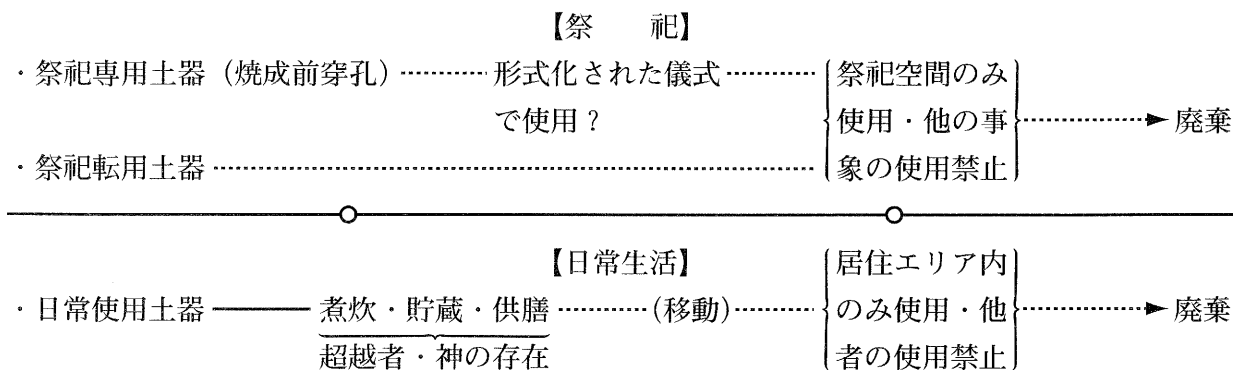 【祭　祀】
・祭祀専用土器（焼成前穿孔）………形式化された儀式………祭祀空間のみ
で使用？ 使用・他の事…………▶廃棄
・祭祀転用土器………象の使用禁止
【日常生活】 居住エリア内
・日常使用土器――煮炊・貯蔵・供膳………(移動)………のみ使用・他…………▶廃棄
超越者・神の存在 者の使用禁止